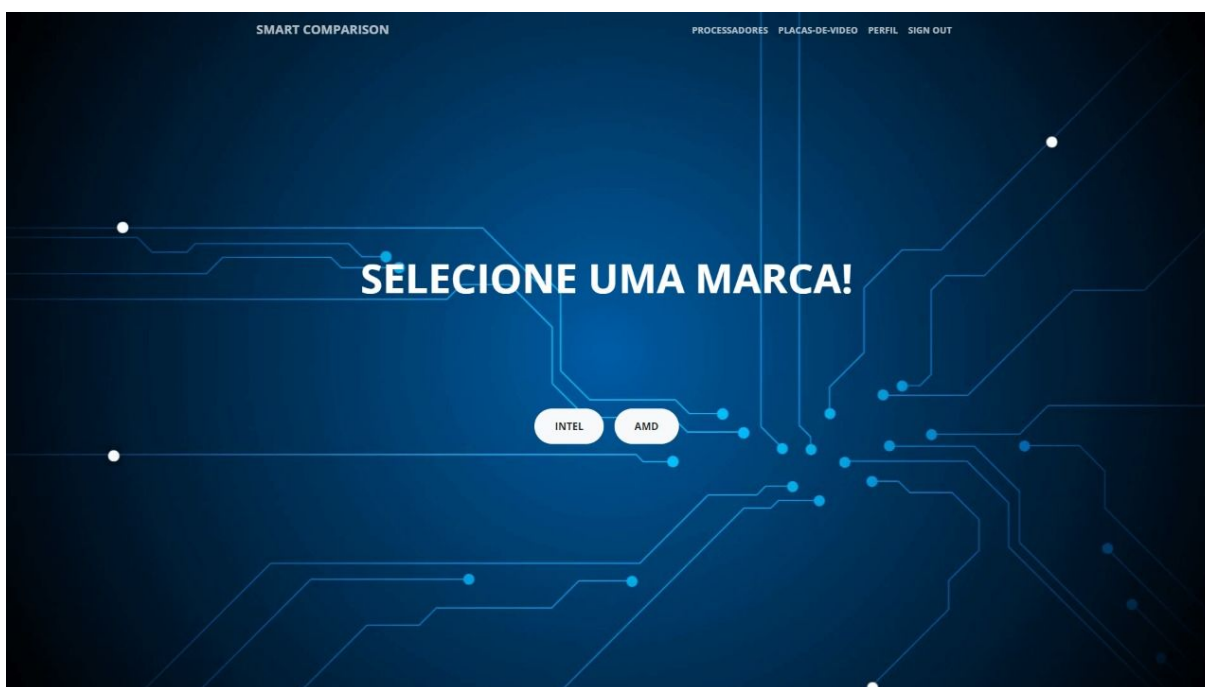 SMART COMPARISON
PROCESSADORES PLACAS-DE-VIDEO PERFIL SIGN OUT
SELECIONE UMA MARCA!
INTEL AMD